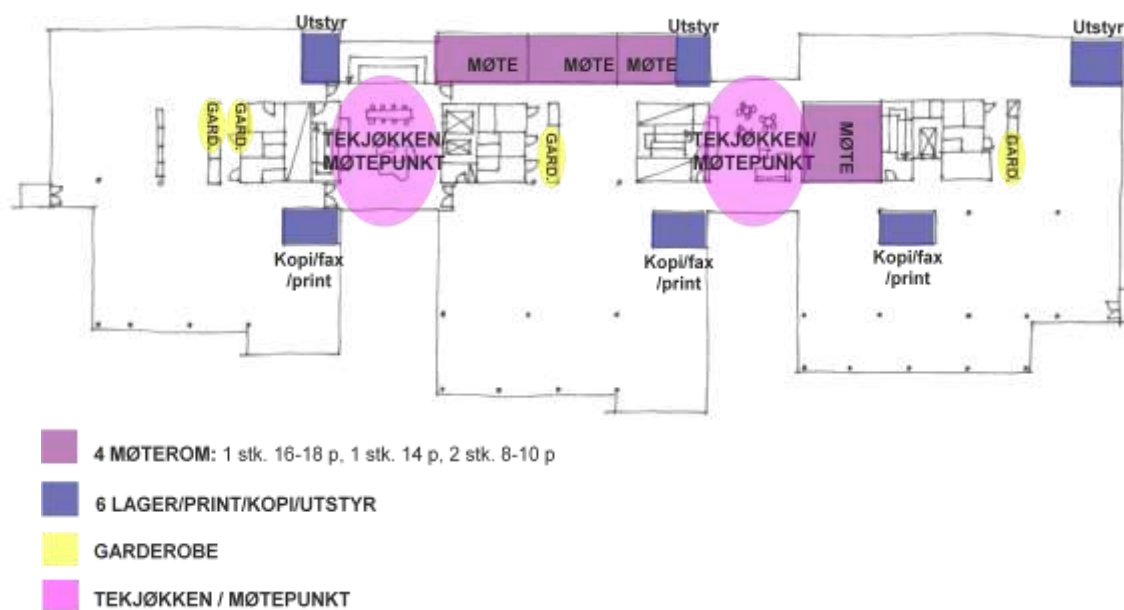 Utstyr
Utstyr
Utstyr
MØTE
MØTE
MØTE
GARD.
GARD.
TEKJØKKEN/
MØTEPUNKT
GARD.
TEKJØKKEN/
MØTEPUNKT
MØTE
GARD.
Kopi/fax
/print
Kopi/fax
/print
Kopi/fax
/print
4 MØTEROM: 1 stk. 16-18 p, 1 stk. 14 p, 2 stk. 8-10 p
6 LAGER/PRINT/KOPI/UTSTYR
GARDEROBE
TEKJØKKEN / MØTEPUNKT